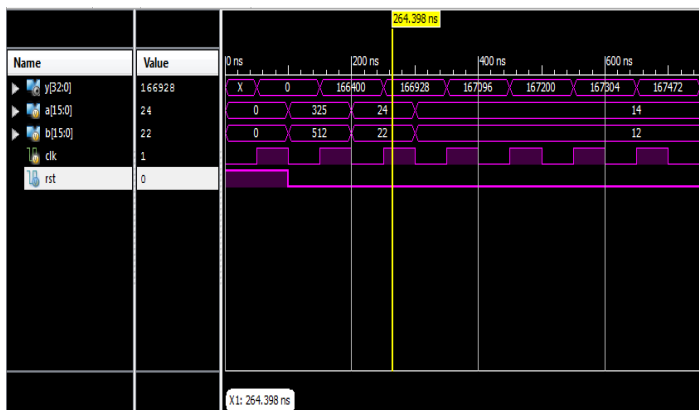 264.398 ns
Name Value
0 ns 200 ns 400 ns 600 ns
y[32:0] 166928 X 0 166400 166928 167096 167200 167304 167472
a[15:0] 24 0 325 24 14
b[15:0] 22 0 512 22 12
clk 1
rst 0
X1: 264.398 ns